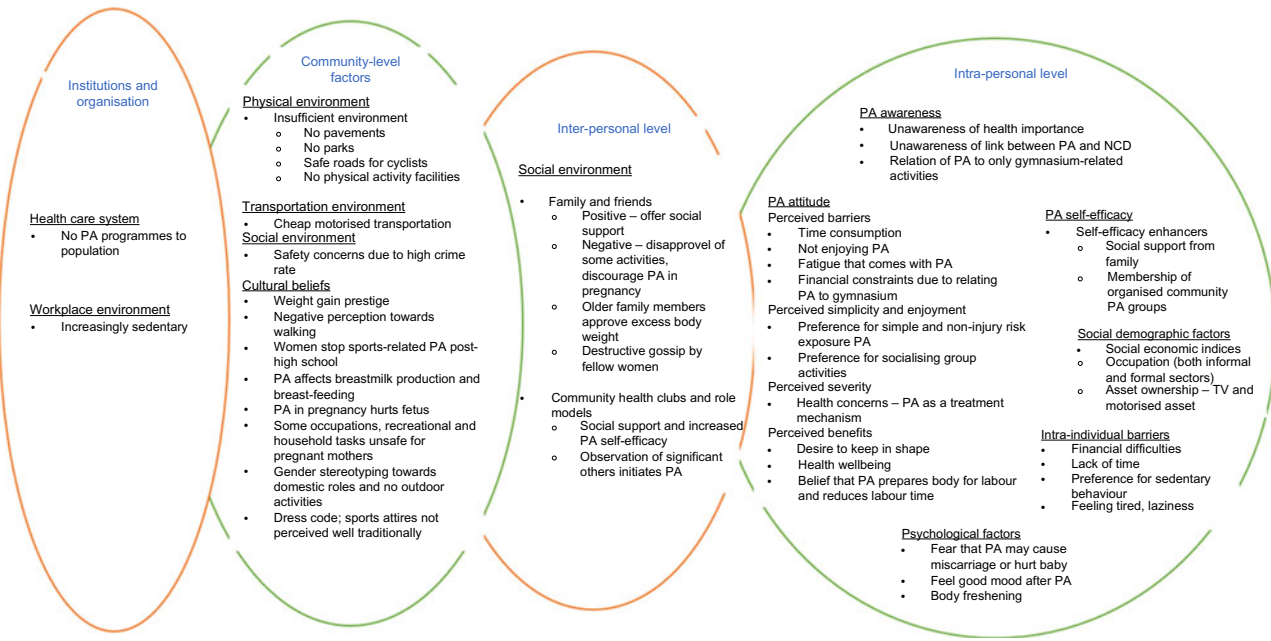 Institutions and
organisation
Health care system
• No PA programmes to
population
Workplace environment
• Increasingly sedentary
Community-level
factors
Physical environment
• Insufficient environment
o No pavements
o No parks
o Safe roads for cyclists
o No physical activity facilities
Transportation environment
• Cheap motorised transportation
Social environment
• Safety concerns due to high crime
rate
Cultural beliefs
• Weight gain prestige
• Negative perception towards
walking
• Women stop sports-related PA post-
high school
• PA affects breastmilk production and
breast-feeding
• PA in pregnancy hurts fetus
• Some occupations, recreational and
household tasks unsafe for
pregnant mothers
• Gender stereotyping towards
domestic roles and no outdoor
activities
• Dress code; sports attires not
perceived well traditionally
Inter-personal level
Social environment
• Family and friends
o Positive – offer social
support
o Negative – disapprovel of
some activities,
discourage PA in
pregnancy
o Older family members
approve excess body
weight
o Destructive gossip by
fellow women
• Community health clubs and role
models
o Social support and increased
PA self-efficacy
o Observation of significant
others initiates PA
Intra-personal level
PA awareness
• Unawareness of health importance
• Unawareness of link between PA and NCD
• Relation of PA to only gymnasium-related
activities
PA attitude
Perceived barriers
• Time consumption
• Not enjoying PA
• Fatigue that comes with PA
• Financial constraints due to relating
PA to gymnasium
Perceived simplicity and enjoyment
• Preference for simple and non-injury risk
exposure PA
• Preference for socialising group
activities
Perceived severity
• Health concerns – PA as a treatment
mechanism
Perceived benefits
• Desire to keep in shape
• Health wellbeing
• Belief that PA prepares body for labour
and reduces labour time
PA self-efficacy
• Self-efficacy enhancers
o Social support from
family
o Membership of
organised community
PA groups
Social demographic factors
• Social economic indices
o Occupation (both informal
and formal sectors)
o Asset ownership – TV and
motorised asset
Intra-individual barriers
• Financial difficulties
• Lack of time
• Preference for sedentary
behaviour
• Feeling tired, laziness
Psychological factors
• Fear that PA may cause
miscarriage or hurt baby
• Feel good mood after PA
• Body freshening